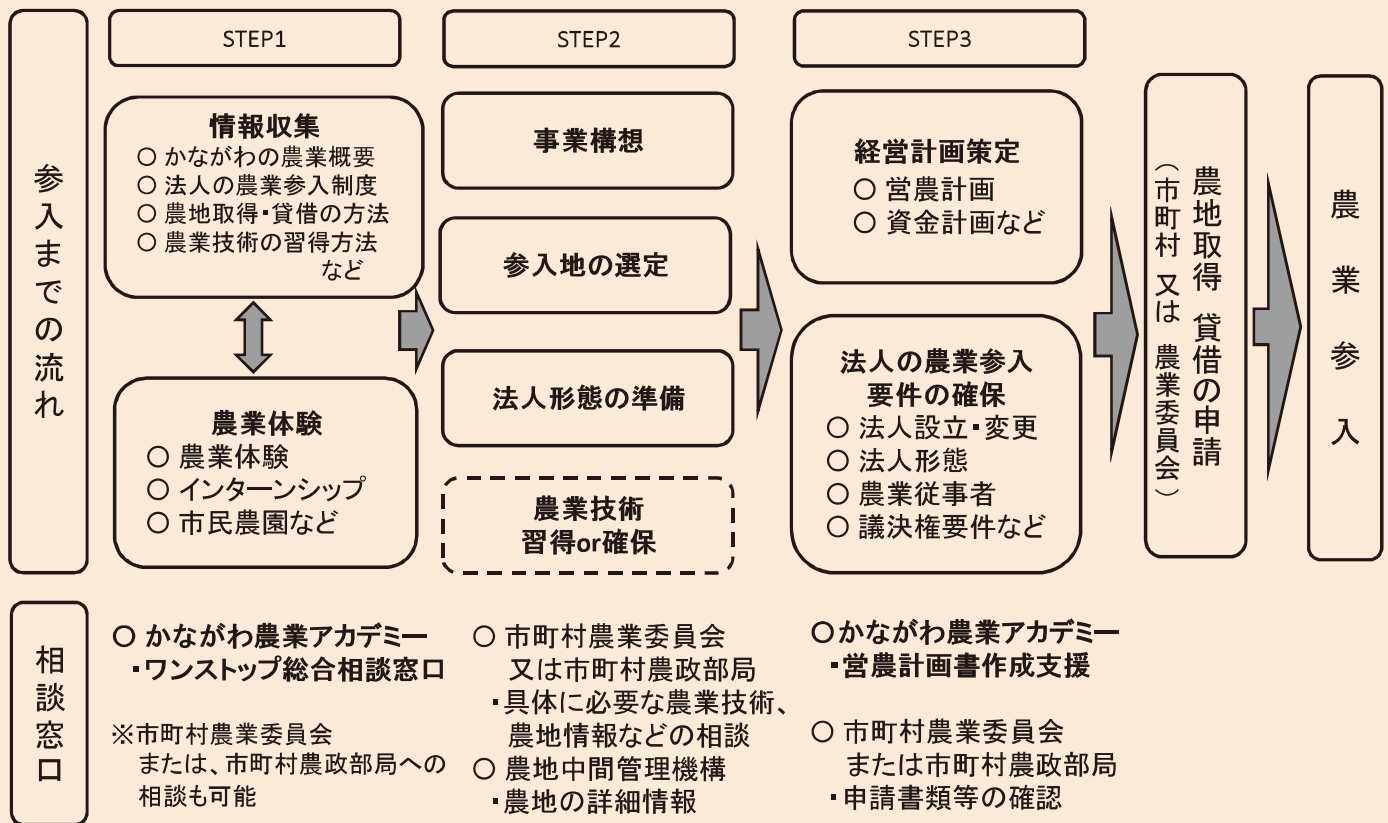 参入までの流れ
STEP1
情報収集
○ かながわの農業概要
○ 法人の農業参入制度
○ 農地取得・貸借の方法
○ 農業技術の習得方法
など
農業体験
○ 農業体験
○ インターンシップ
○ 市民農園など
STEP2
事業構想
参入地の選定
法人形態の準備
農業技術
習得or確保
STEP3
経営計画策定
○ 営農計画
○ 資金計画など
法人の農業参入
要件の確保
○ 法人設立・変更
○ 法人形態
○ 農業従事者
○ 議決権要件など
農地取得 貸借の申請
（市町村 又は 農業委員会）
農業参入
相談窓口
○ かながわ農業アカデミー
・ワンストップ総合相談窓口
※市町村農業委員会
または、市町村農政部局への
相談も可能
○ 市町村農業委員会
又は市町村農政部局
・具体に必要な農業技術、
農地情報などの相談
○ 農地中間管理機構
・農地の詳細情報
○かながわ農業アカデミー
・営農計画書作成支援
○ 市町村農業委員会
または市町村農政部局
・申請書類等の確認